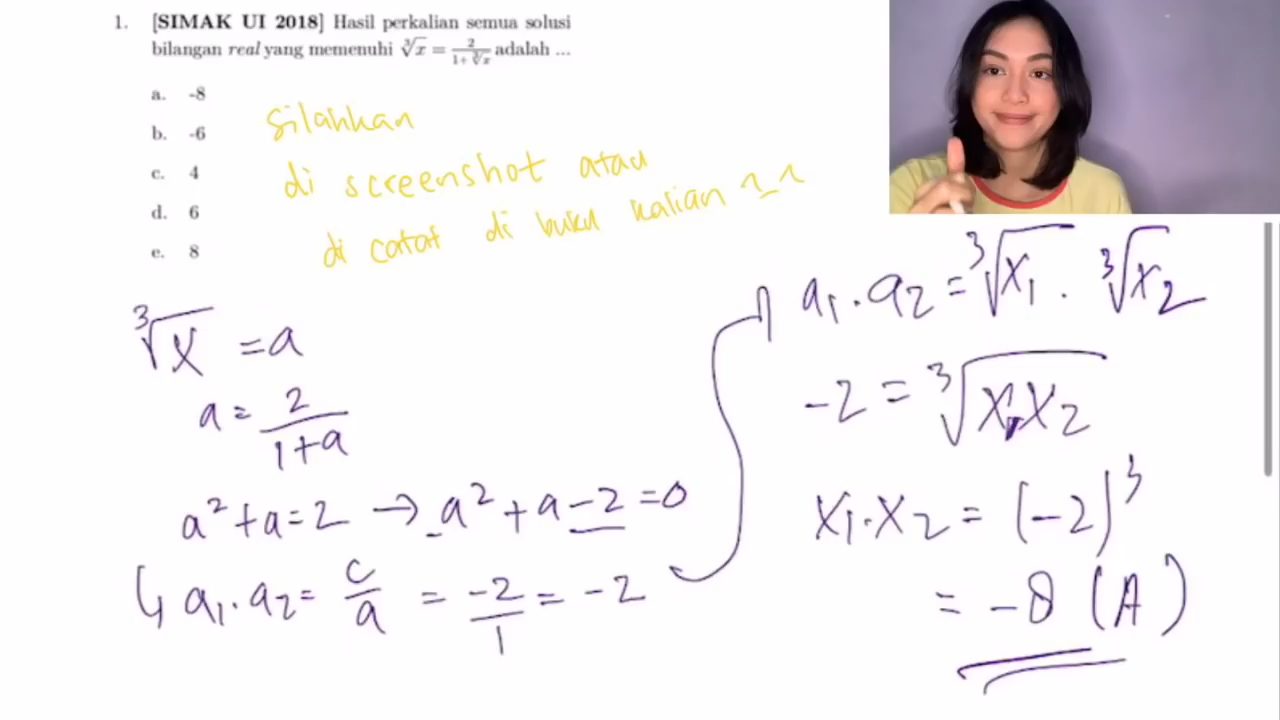 1. [SIMAK UI 2018] Hasil perkalian semua solusi
bilangan real yang memenuhi ∛x = 2/(1+∛x) adalah ...
a. -8
b. -6
c. 4
d. 6
e. 8
silahkan
di screenshot atau
di catat di buku kalian ^_^
∛x = a
a = 2/(1+a)
a² + a = 2 → a² + a - 2 = 0
↳ a₁ . a₂ = c/a = -2/1 = -2
a₁ . a₂ = ∛x₁ . ∛x₂
-2 = ∛x₁x₂
x₁ . x₂ = (-2)³
= -8 (A)